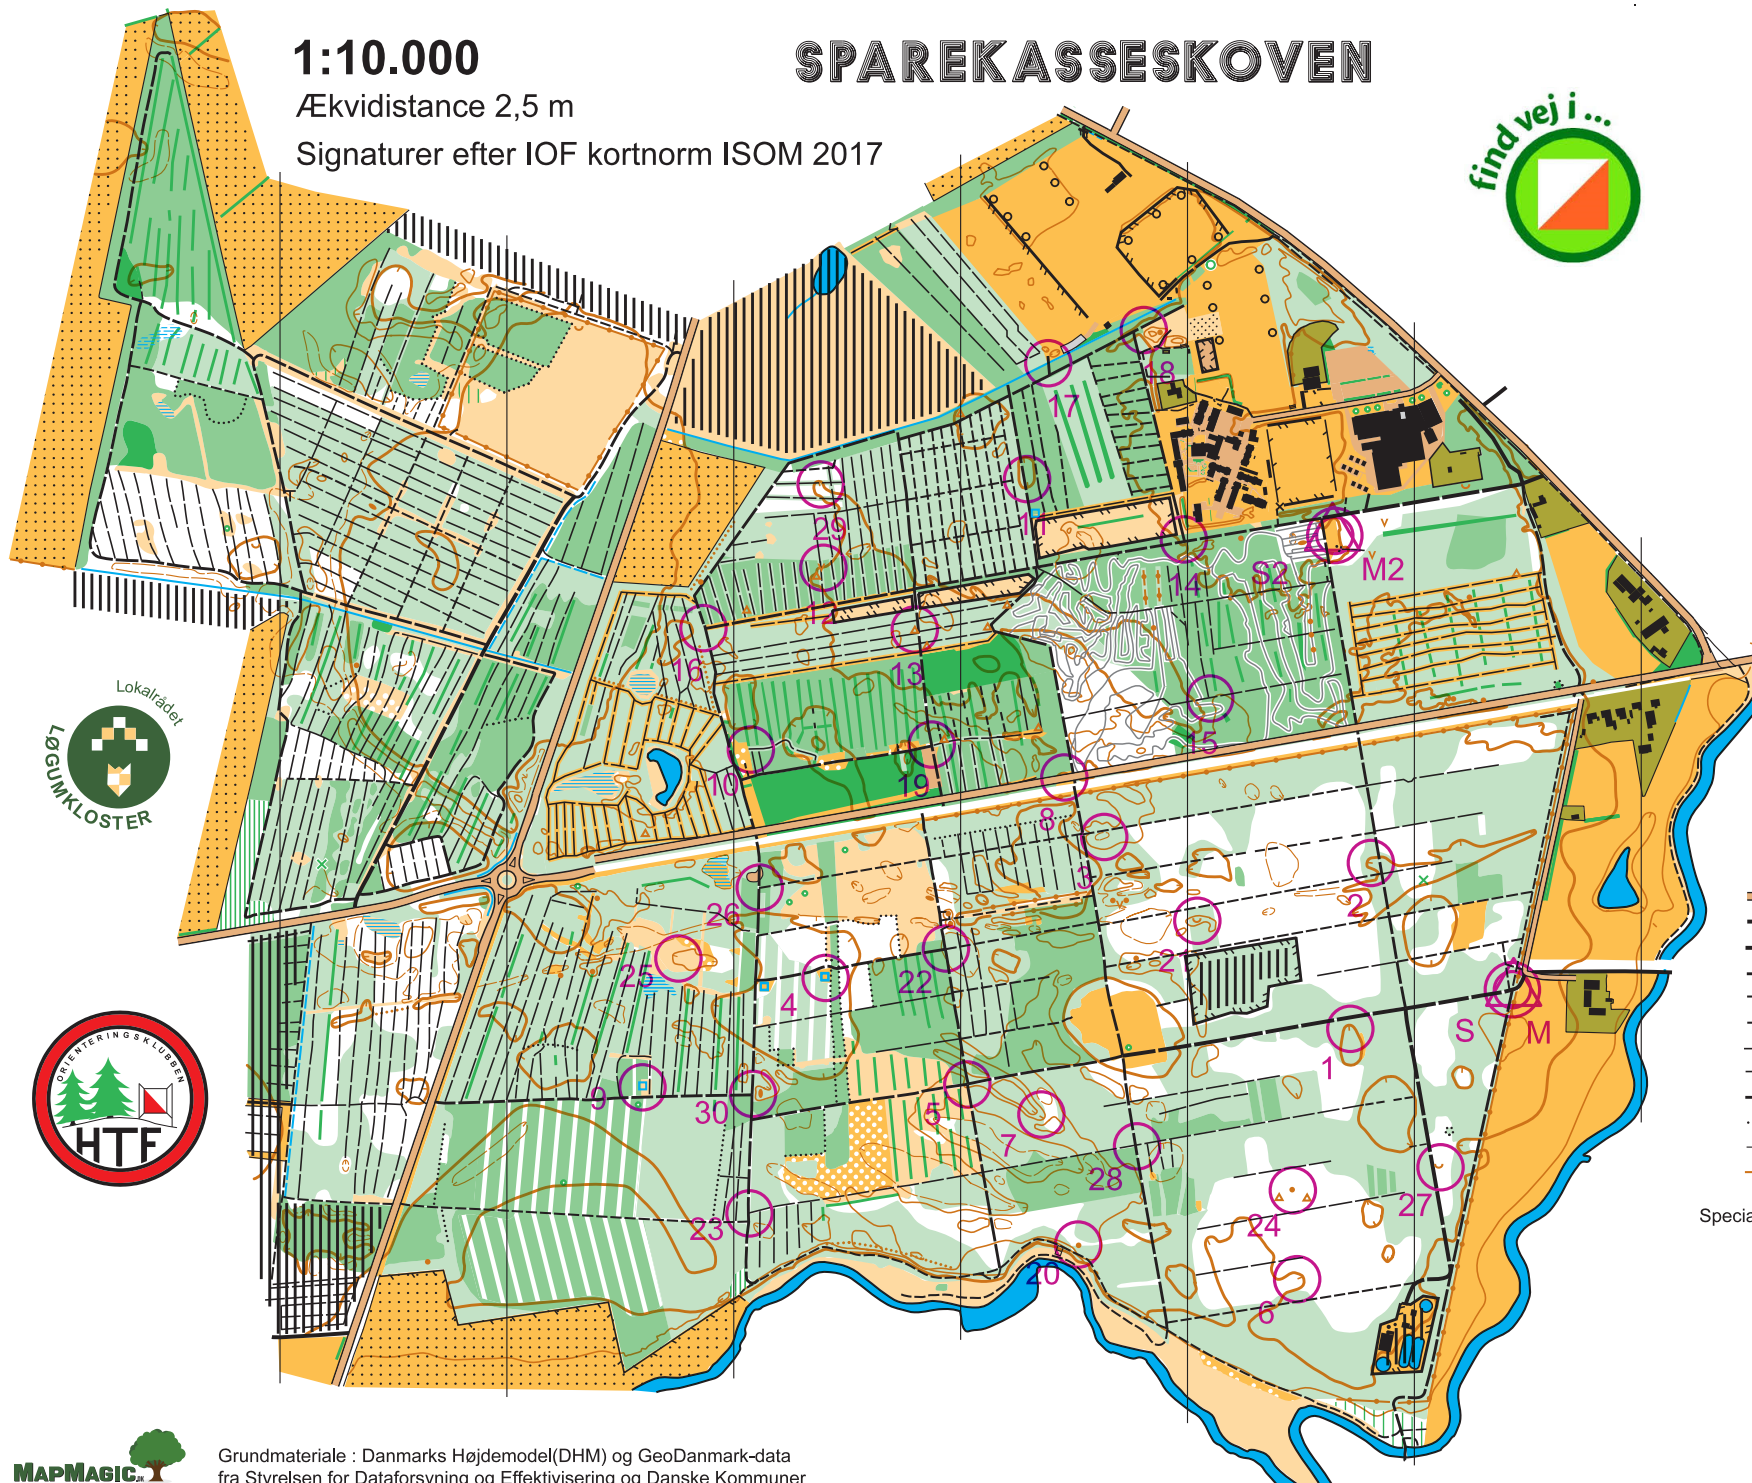 1:10.000
Ækvidistance 2,5 m
Signaturer efter IOF kortnorm ISOM 2017
SPAREKASSESKOVEN
find vej i ...
18
17
29
11
12
14
S2
M2
16
13
15
10
19
8
3
2
26
21
25
22
4
S
M
1
9
30
5
7
28
23
24
27
20
6
Lokalrådet
LØGUMKLOSTER
ORIENTERINGSKLUBBEN
HTF
Specia
MAPMAGIC.DK
Grundmateriale : Danmarks Højdemodel(DHM) og GeoDanmark-data
fra Styrelsen for Dataforsyning og Effektivisering og Danske Kommuner